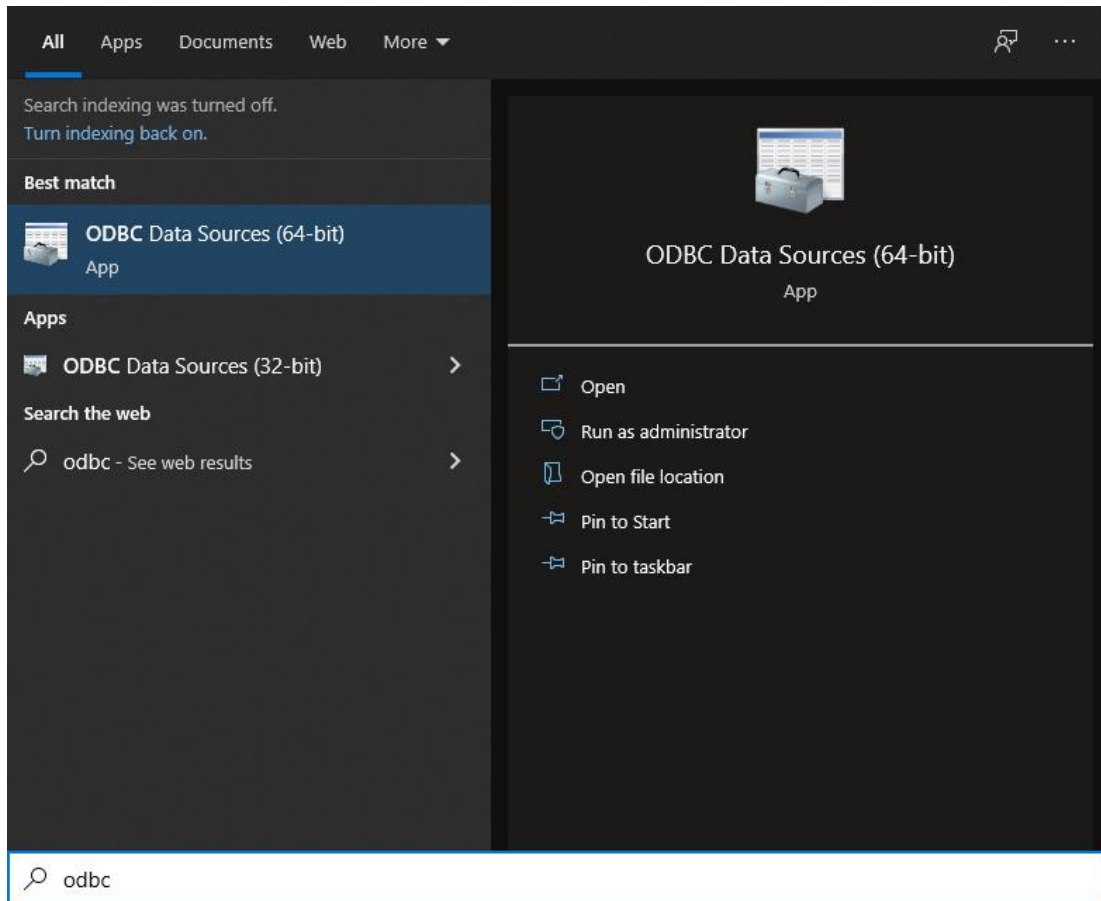 All Apps Documents Web More
Search indexing was turned off.
Turn indexing back on.
Best match
ODBC Data Sources (64-bit)
App
Apps
ODBC Data Sources (32-bit)
Search the web
odbc - See web results
ODBC Data Sources (64-bit)
App
Open
Run as administrator
Open file location
Pin to Start
Pin to taskbar
odbc